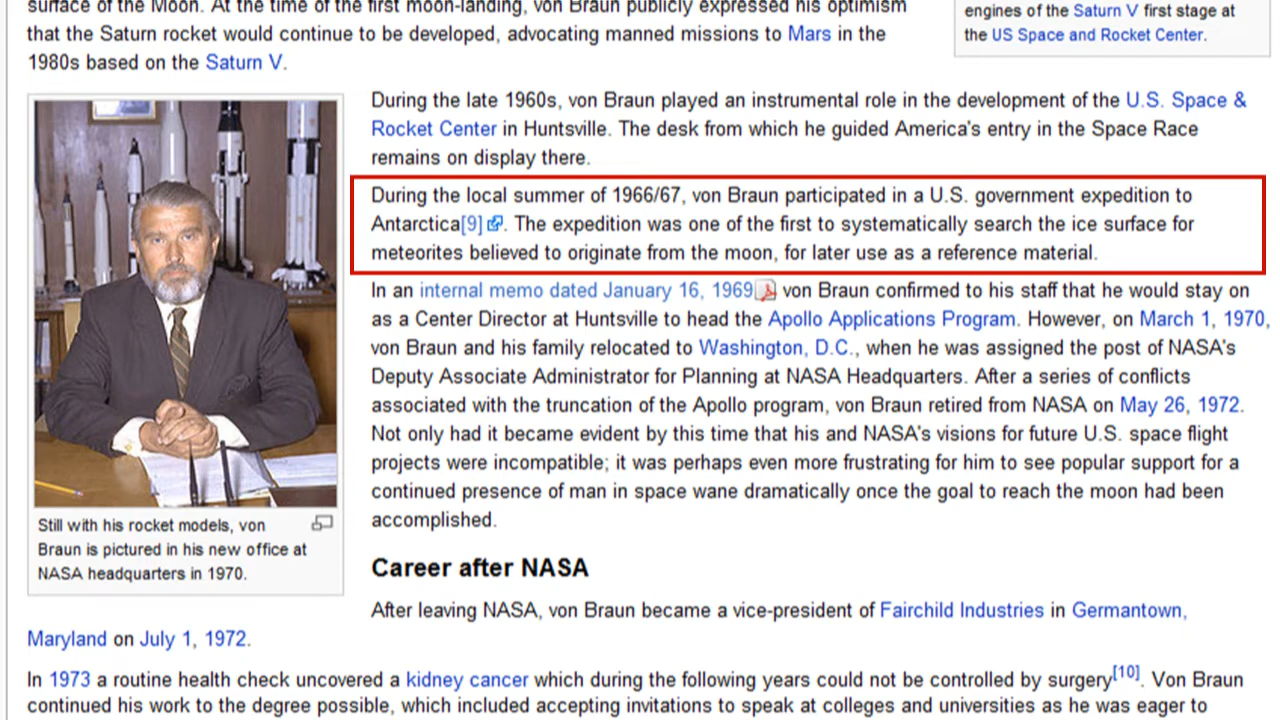 surface of the Moon. At the time of the first moon-landing, von Braun publicly expressed his optimism
that the Saturn rocket would continue to be developed, advocating manned missions to Mars in the
1980s based on the Saturn V.
engines of the Saturn V first stage at
the US Space and Rocket Center.
During the late 1960s, von Braun played an instrumental role in the development of the U.S. Space &
Rocket Center in Huntsville. The desk from which he guided America's entry in the Space Race
remains on display there.
During the local summer of 1966/67, von Braun participated in a U.S. government expedition to
Antarctica[9]. The expedition was one of the first to systematically search the ice surface for
meteorites believed to originate from the moon, for later use as a reference material.
In an internal memo dated January 16, 1969 von Braun confirmed to his staff that he would stay on
as a Center Director at Huntsville to head the Apollo Applications Program. However, on March 1, 1970,
von Braun and his family relocated to Washington, D.C., when he was assigned the post of NASA's
Deputy Associate Administrator for Planning at NASA Headquarters. After a series of conflicts
associated with the truncation of the Apollo program, von Braun retired from NASA on May 26, 1972.
Not only had it became evident by this time that his and NASA's visions for future U.S. space flight
projects were incompatible; it was perhaps even more frustrating for him to see popular support for a
continued presence of man in space wane dramatically once the goal to reach the moon had been
accomplished.
Still with his rocket models, von
Braun is pictured in his new office at
NASA headquarters in 1970.
Career after NASA
After leaving NASA, von Braun became a vice-president of Fairchild Industries in Germantown,
Maryland on July 1, 1972.
In 1973 a routine health check uncovered a kidney cancer which during the following years could not be controlled by surgery[10]. Von Braun
continued his work to the degree possible, which included accepting invitations to speak at colleges and universities as he was eager to